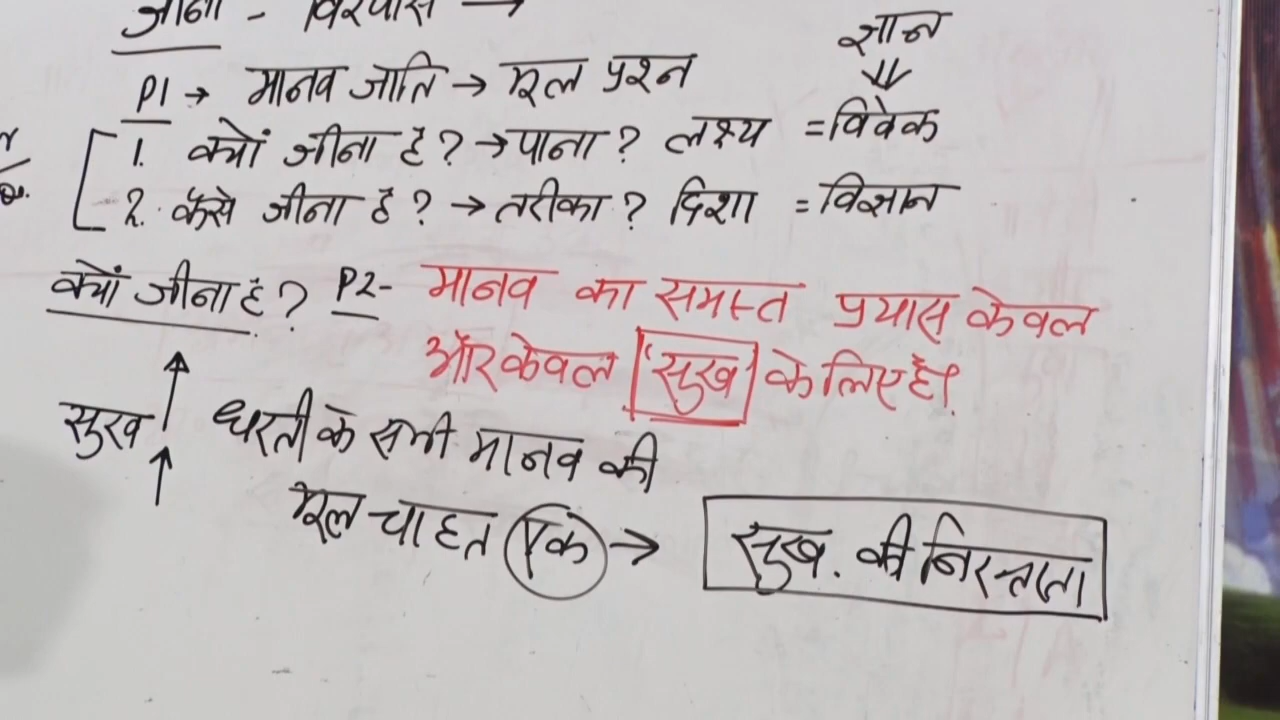 जीना - विश्वास →
ज्ञान
P1 → मानव जाति → मूल प्रश्न
1. क्यों जीना है? → पाना? लक्ष्य = विवेक
2. कैसे जीना है? → तरीका? दिशा = विज्ञान
क्यों जीना है? P2- मानव का समस्त प्रयास केवल
और केवल 'सुख' के लिए है।
सुख धरती के सभी मानव की
मूल चाहत एक → सुख. की निरन्तरता